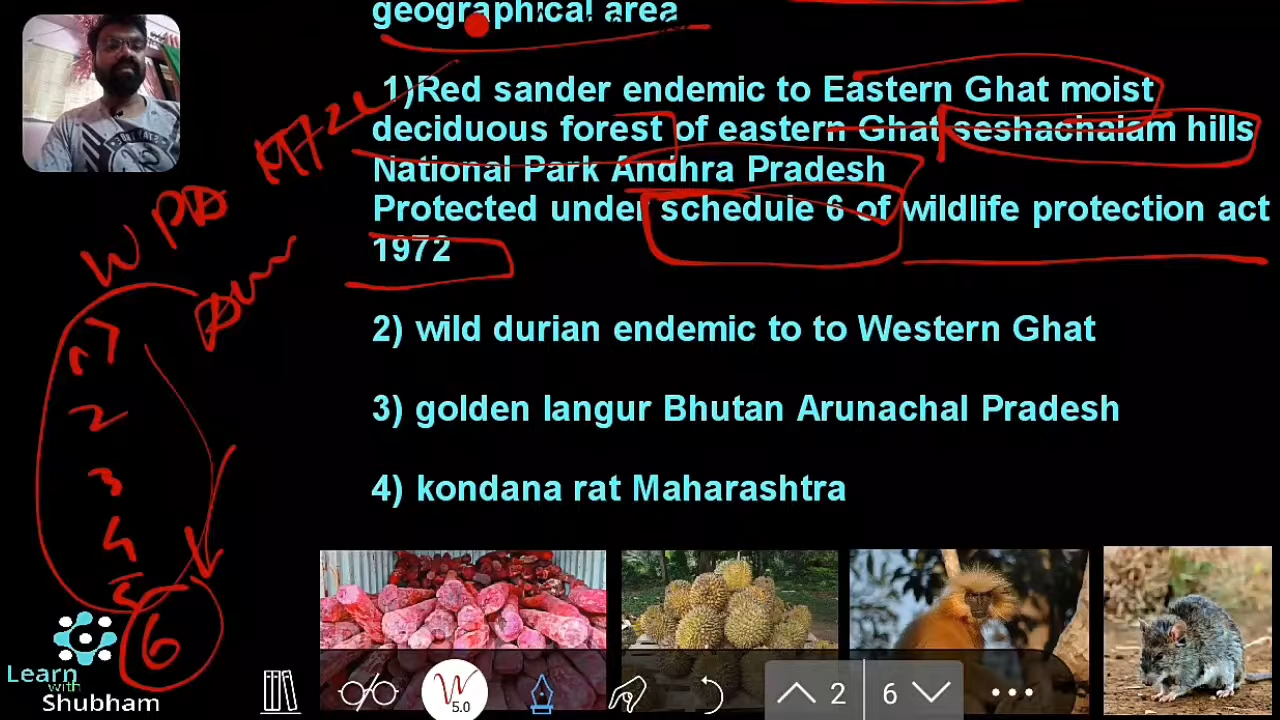 geographical area
1)Red sander endemic to Eastern Ghat moist
deciduous forest of eastern Ghat seshachalam hills
National Park Andhra Pradesh
Protected under schedule 6 of wildlife protection act
1972
2) wild durian endemic to to Western Ghat
3) golden langur Bhutan Arunachal Pradesh
4) kondana rat Maharashtra
W
1)
2
3
4
5
6
Learn
with
Shubham
5.0
2
6